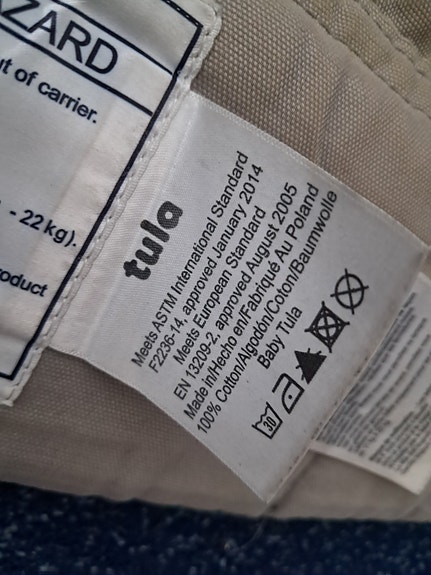 AZARD
ut of carrier.
- 22 kg).
roduct
tula
Meets ASTM International Standard
F2236-14, approved January 2014
Meets European Standard
EN 13209-2, approved August 2005
Made in/Hecho en/Fabriqué Au Poland
100% Cotton/Algodón/Coton/Baumwolle
Baby Tula
30